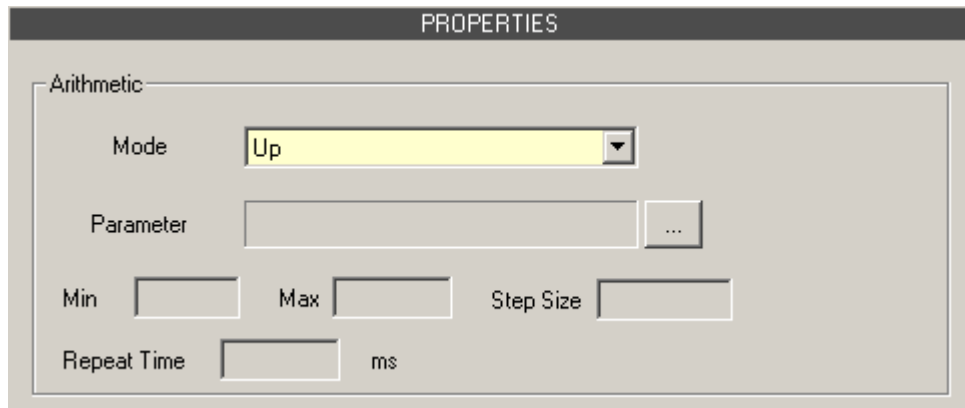 PROPERTIES
Arithmetic
Mode Up
Parameter ...
Min Max Step Size
Repeat Time ms